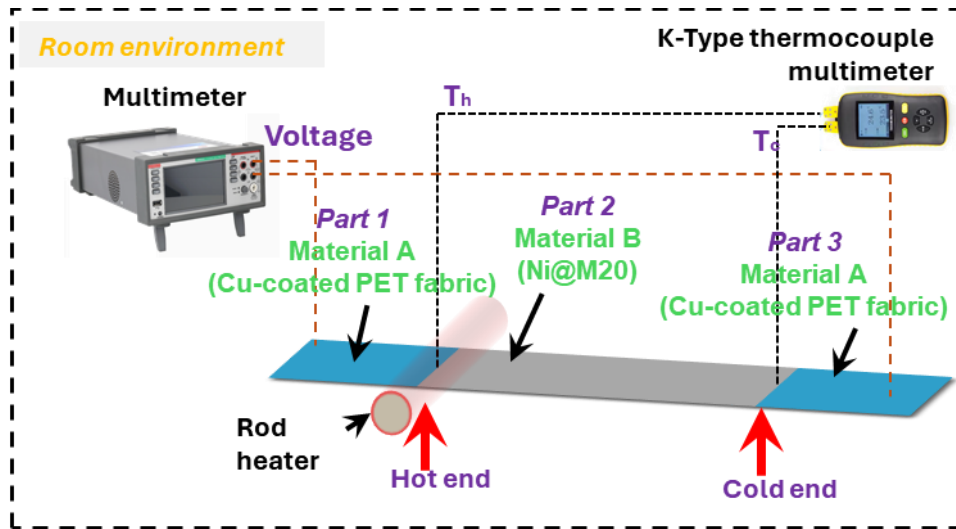 Room environment
K-Type thermocouple
multimeter
Multimeter
Th
Voltage
Tc
Part 1
Material A
(Cu-coated PET fabric)
Part 2
Material B
(Ni@M20)
Part 3
Material A
(Cu-coated PET fabric)
Rod
heater
Hot end
Cold end